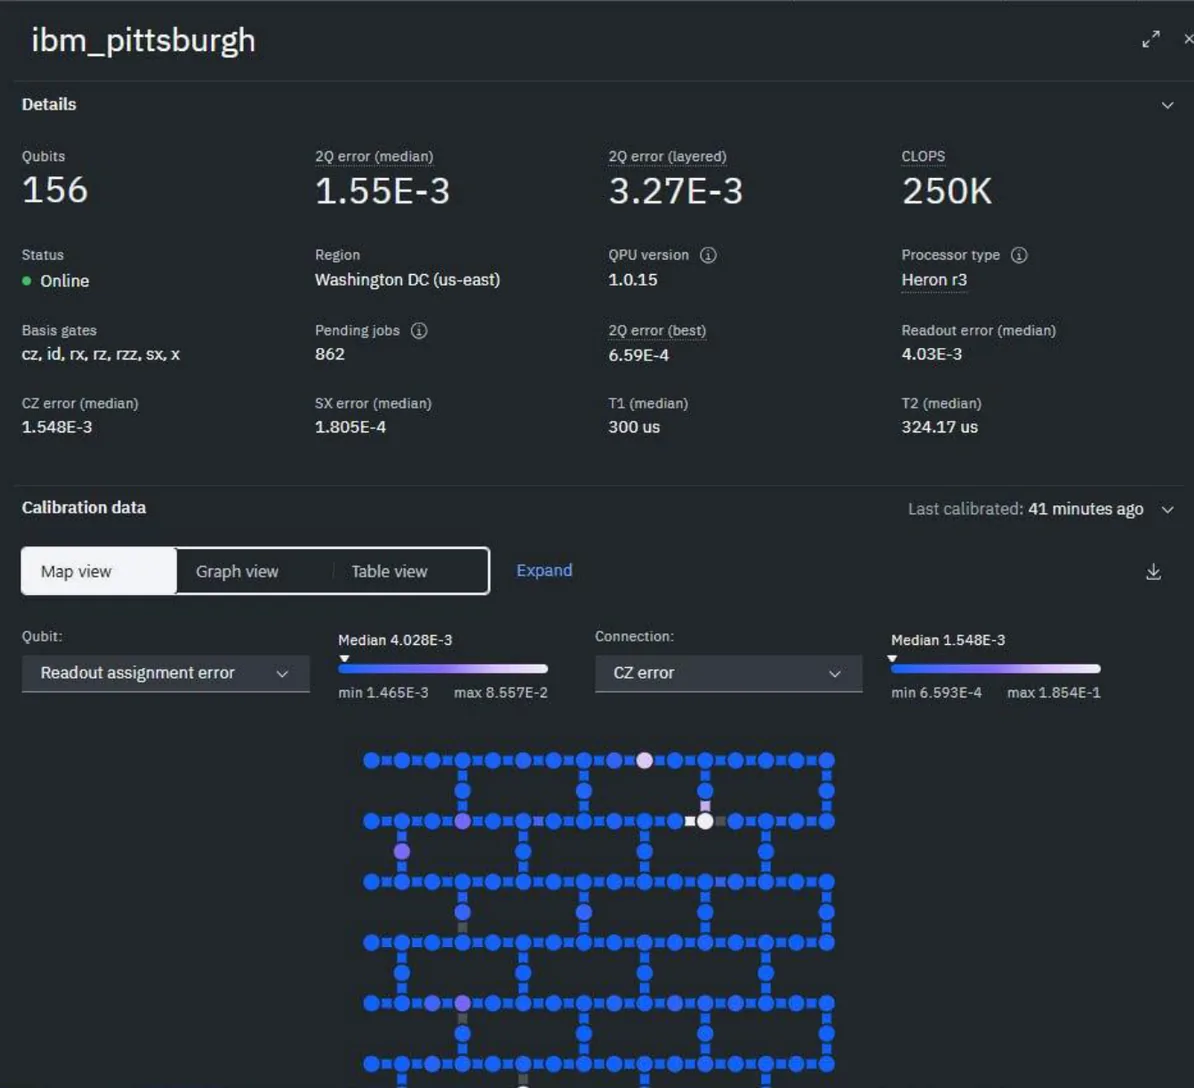 ibm_pittsburgh
Details
Qubits
156
2Q error (median)
1.55E-3
2Q error (layered)
3.27E-3
CLOPS
250K
Status
Online
Region
Washington DC (us-east)
QPU version
1.0.15
Processor type
Heron r3
Basis gates
cz, id, rx, rz, rzz, sx, x
Pending jobs
862
2Q error (best)
6.59E-4
Readout error (median)
4.03E-3
CZ error (median)
1.548E-3
SX error (median)
1.805E-4
T1 (median)
300 us
T2 (median)
324.17 us
Calibration data
Last calibrated: 41 minutes ago
Map view
Graph view
Table view
Expand
Qubit:
Readout assignment error
Median 4.028E-3
min 1.465E-3 max 8.557E-2
Connection:
CZ error
Median 1.548E-3
min 6.593E-4 max 1.854E-1